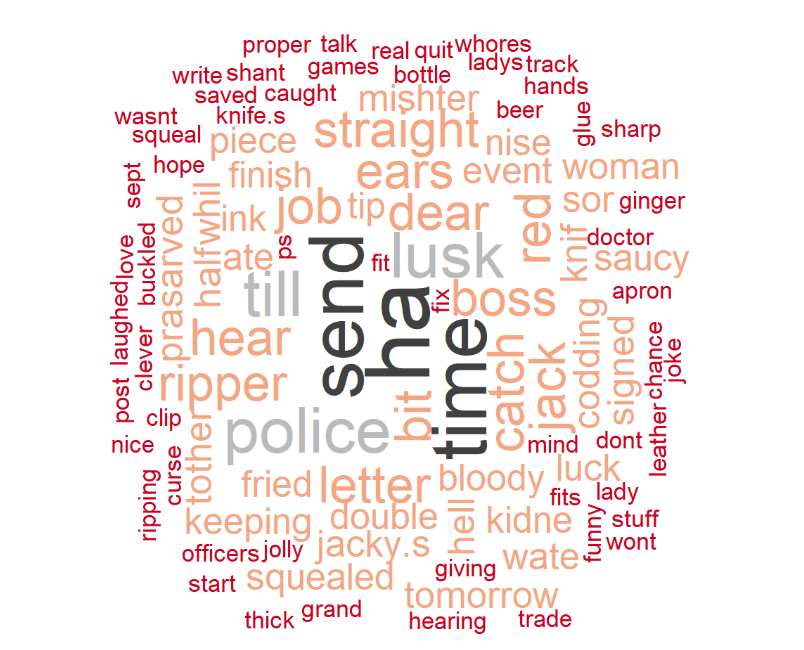 proper talk real quit whores
write shant games bottle ladys track
saved caught mishter hands
wasnt knife.s straight beer glue sharp
squeal piece nise
sept hope finish ears event woman
prasarved halfwhil ink job tip dear red sor ginger
love buckled ate ps send fit lusk knif doctor saucy
laughed till ha fix boss apron
post clever hear time catch jack codding signed chance joke
clip ripper bit
nice tother police mind dont leather
ripping curse fried letter bloody luck
keeping double hell kidne fits lady funny stuff
officers jolly jacky.s wate wont
start squealed giving tomorrow
thick grand hearing trade